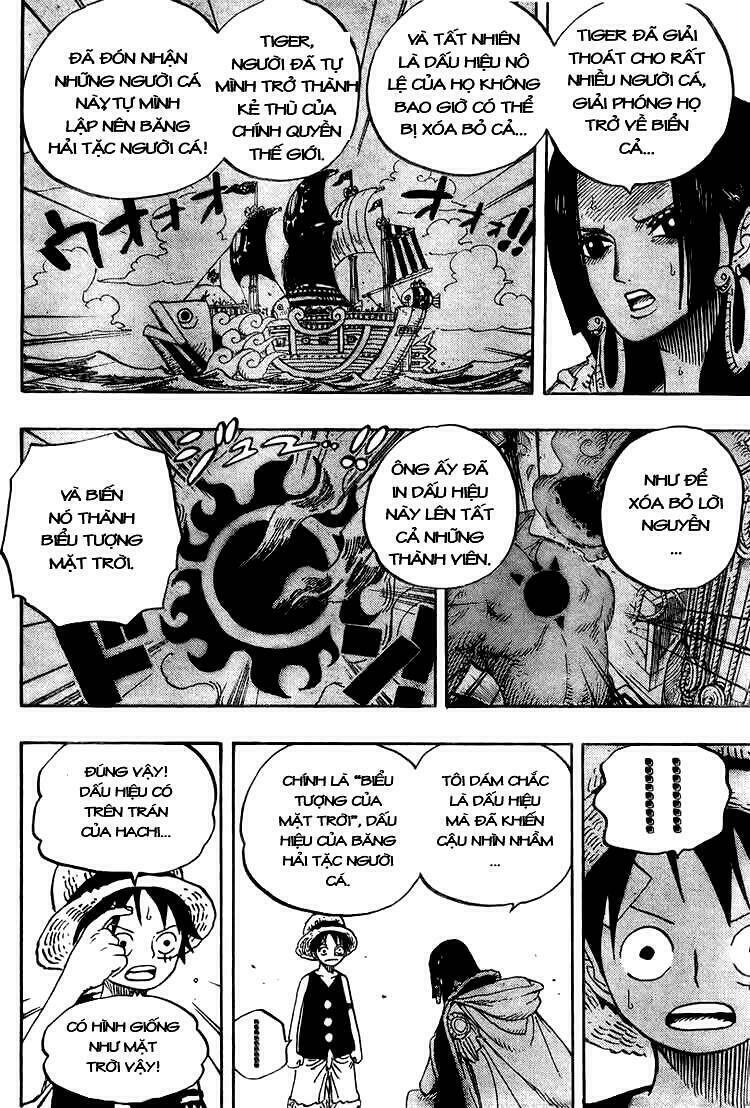 TIGER ĐÃ GIẢI
THOÁT CHO RẤT
NHIỀU NGƯỜI CÁ,
GIẢI PHÓNG HỌ
TRỞ VỀ BIỂN
CẢ...
VÀ TẤT NHIÊN
LÀ DẤU HIỆU NÔ
LỆ CỦA HỌ KHÔNG
BAO GIỜ CÓ THỂ
BỊ XÓA BỎ CẢ...
TIGER,
NGƯỜI ĐÃ TỰ
MÌNH TRỞ THÀNH
KẺ THÙ CỦA
CHÍNH QUYỀN
THẾ GIỚI.
ĐÃ ĐÓN NHẬN
NHỮNG NGƯỜI CÁ
NÀY TỰ MÌNH
LẬP NÊN BĂNG
HẢI TẶC NGƯỜI CÁ!
ウオオオオ!!
NHƯ ĐỂ
XÓA BỎ LỜI
NGUYỀN
...
ÔNG ẤY ĐÃ
IN DẤU HIỆU
NÀY LÊN TẤT
CẢ NHỮNG
THÀNH VIÊN.
VÀ BIẾN
NÓ THÀNH
BIỂU TƯỢNG
MẶT TRỜI.
TÔI DÁM CHẮC
LÀ DẤU HIỆU
MÀ ĐÃ KHIẾN
CẬU NHÌN NHẦM
...
CHÍNH LÀ “BIỂU
TƯỢNG CỦA
MẶT TRỜI”, DẤU
HIỆU CỦA BĂNG
HẢI TẶC NGƯỜI
CÁ.
ĐÚNG VẬY!
DẤU HIỆU CÓ
TRÊN TRÁN
CỦA HACHI...
CÓ HÌNH GIỐNG
NHƯ MẶT
TRỜI VẬY!